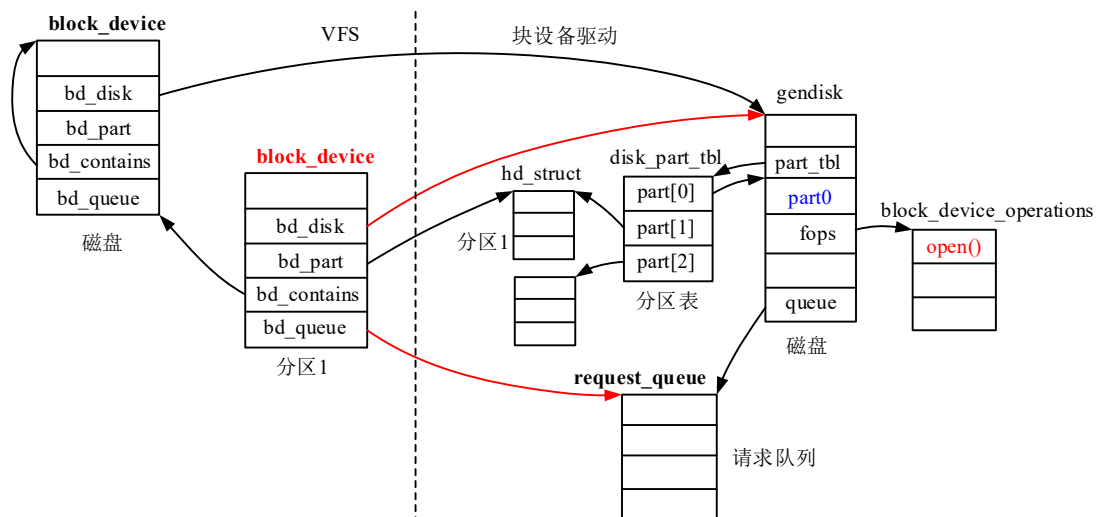 block_device
bd_disk
bd_part
bd_contains
bd_queue
磁盘
VFS
块设备驱动
block_device
bd_disk
bd_part
bd_contains
bd_queue
分区1
hd_struct
分区1
disk_part_tbl
part[0]
part[1]
part[2]
分区表
gendisk
part_tbl
part0
fops
queue
磁盘
block_device_operations
open()
request_queue
请求队列